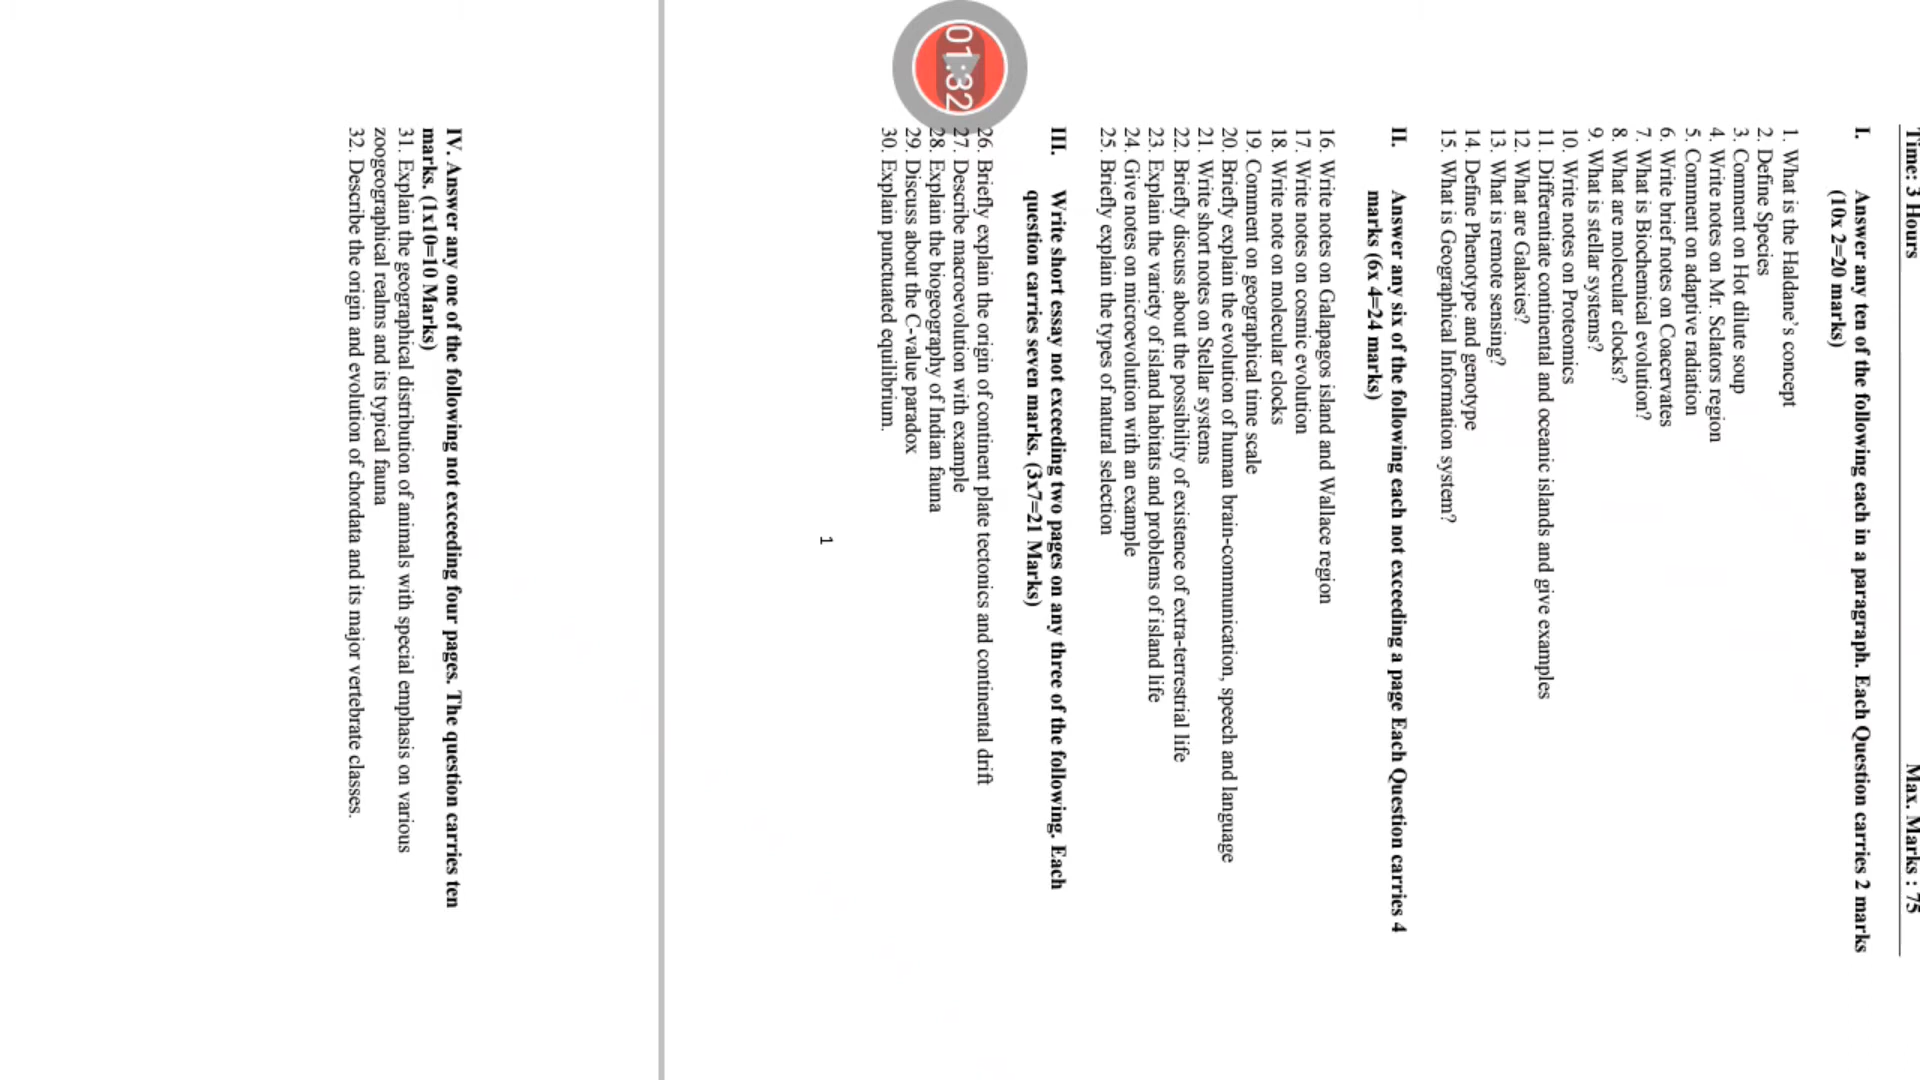 Time: 3 Hours Max. Marks : 75
I. Answer any ten of the following each in a paragraph. Each Question carries 2 marks
(10x 2=20 marks)
1. What is the Haldane's concept
2. Define Species
3. Comment on Hot dilute soup
4. Write notes on Mr. Sclators region
5. Comment on adaptive radiation
6. Write brief notes on Coacervates
7. What is Biochemical evolution?
8. What are molecular clocks?
9. What is stellar systems?
10. Write notes on Proteomics
11. Differentiate continental and oceanic islands and give examples
12. What are Galaxies?
13. What is remote sensing?
14. Define Phenotype and genotype
15. What is Geographical Information system?
II. Answer any six of the following each not exceeding a page Each Question carries 4
marks (6x 4=24 marks)
16. Write notes on Galapagos island and Wallace region
17. Write notes on cosmic evolution
18. Write note on molecular clocks
19. Comment on geographical time scale
20. Briefly explain the evolution of human brain-communication, speech and language
21. Write short notes on Stellar systems
22. Briefly discuss about the possibility of existence of extra-terrestrial life
23. Explain the variety of island habitats and problems of island life
24. Give notes on microevolution with an example
25. Briefly explain the types of natural selection
III. Write short essay not exceeding two pages on any three of the following. Each
question carries seven marks. (3x7=21 Marks)
26. Briefly explain the origin of continent plate tectonics and continental drift
27. Describe macroevolution with example
28. Explain the biogeography of Indian fauna
29. Discuss about the C-value paradox
30. Explain punctuated equilibrium.
1
IV. Answer any one of the following not exceeding four pages. The question carries ten
marks. (1x10=10 Marks)
31. Explain the geographical distribution of animals with special emphasis on various
zoogeographical realms and its typical fauna
32. Describe the origin and evolution of chordata and its major vertebrate classes.
01:32